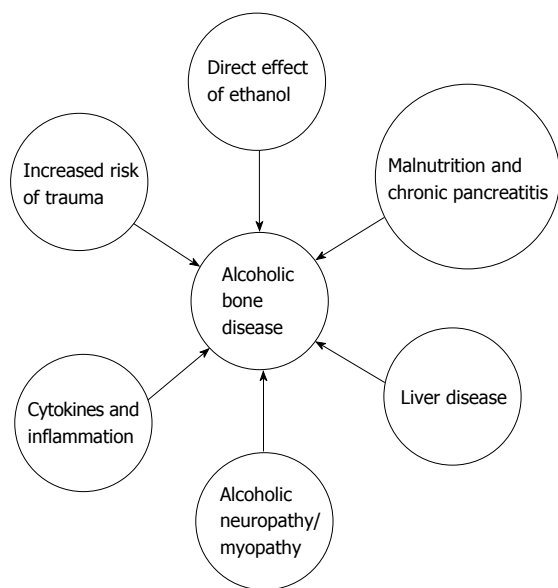 Direct effect
of ethanol
Increased risk
of trauma
Malnutrition and
chronic pancreatitis
Alcoholic
bone
disease
Cytokines and
inflammation
Liver disease
Alcoholic
neuropathy/
myopathy